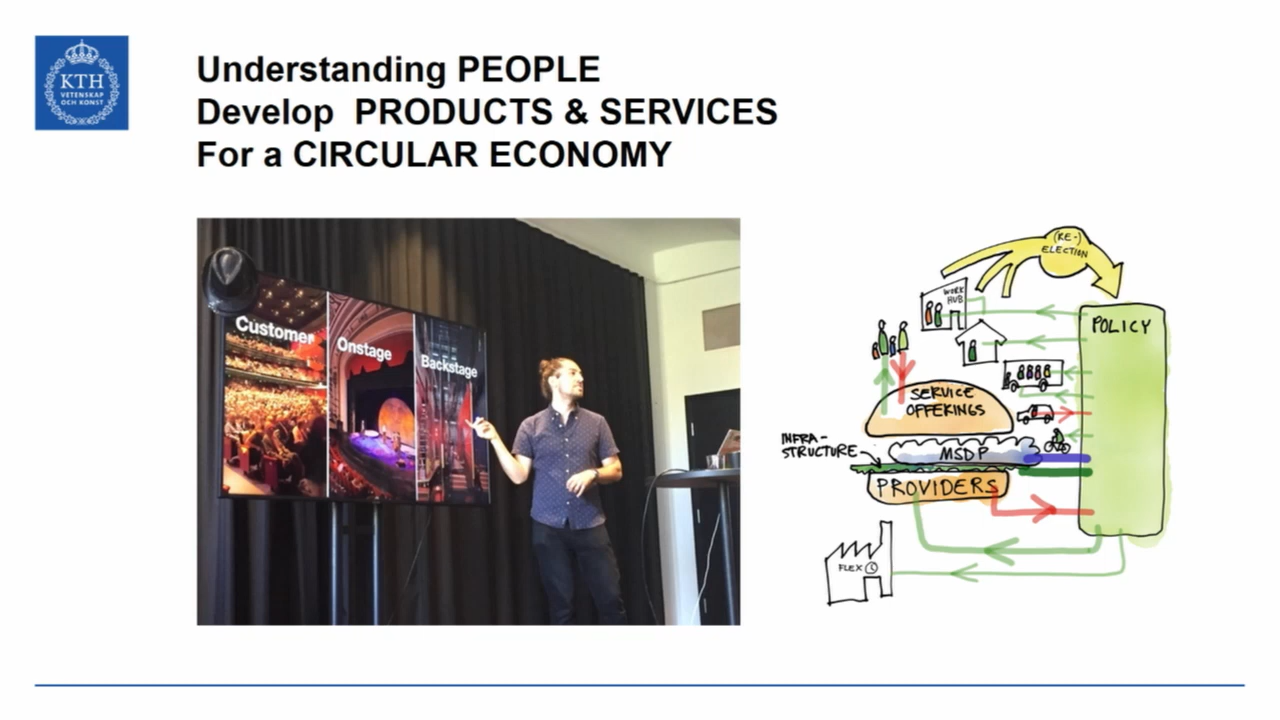 KTH
VETENSKAP
OCH KONST
Understanding PEOPLE
Develop PRODUCTS & SERVICES
For a CIRCULAR ECONOMY
Customer
Onstage
Backstage
(RE-)
ELECTION
WORK
HUB
POLICY
SERVICE
OFFERINGS
INFRA-
STRUCTURE
MSDP
PROVIDERS
FLEX